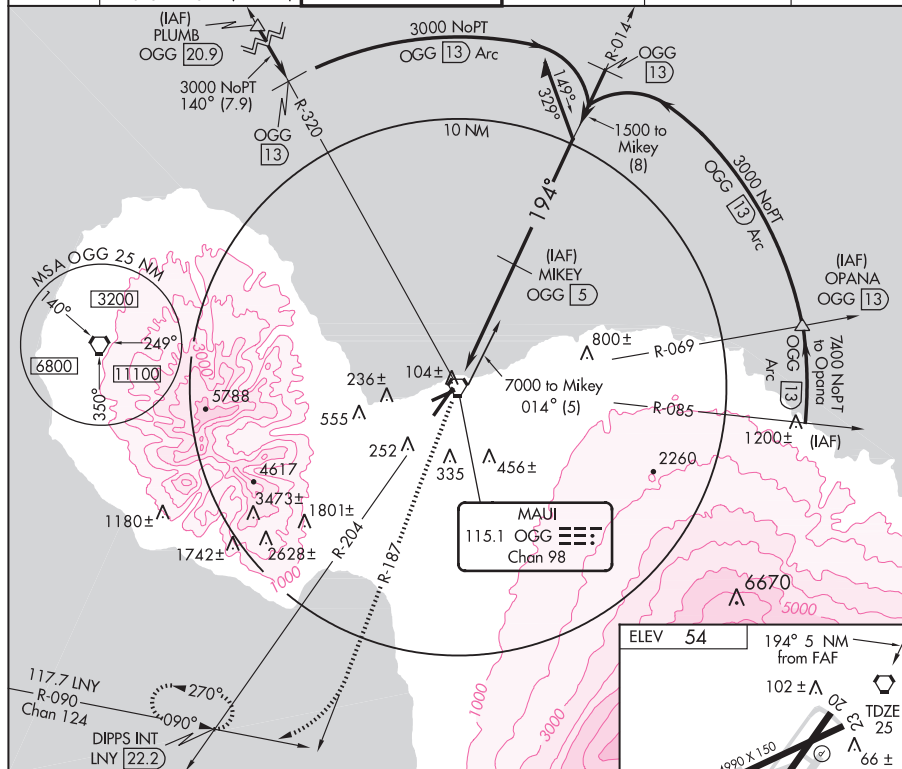 (IAF)
PLUMB
OGG 20.9
3000 NoPT
140° (7.9)
OGG
13
R-320
3000 NoPT
OGG 13 Arc
R-014
OGG
13
149°
329°
1500 to
Mikey
(8)
10 NM
194°
3000 NoPT
OGG 13 Arc
(IAF)
MIKEY
OGG 5
(IAF)
OPANA
OGG 13
MSA OGG 25 NM
140°
3200
249°
6800
11100
350°
3000
5788
4617
3473±
1801±
1180±
1742±
2628±
1000
236±
104±
555
252
335
456±
800±
R-069
7000 to Mikey
014° (5)
R-085
7400 NoPT
to Opana
OGG 13
Arc
1200±
(IAF)
2260
R-204
R-187
MAUI
115.1 OGG
Chan 98
6670
5000
1000
3000
117.7 LNY
R-090
Chan 124
270°
090°
DIPPS INT
LNY 22.2
ELEV 54
194° 5 NM
from FAF
102 ±
20
23
TDZE
25
66 ±
4990 X 150
P